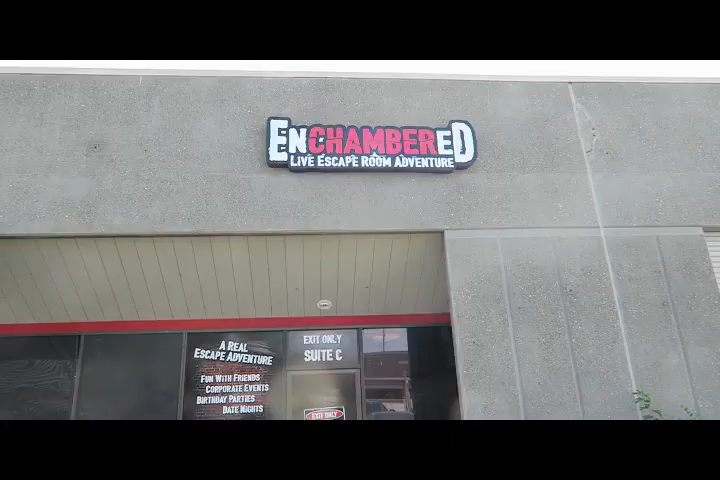 ENCHAMBERED
LIVE ESCAPE ROOM ADVENTURE
A REAL
ESCAPE ADVENTURE
FUN WITH FRIENDS
CORPORATE EVENTS
BIRTHDAY PARTIES
DATE NIGHTS
EXIT ONLY
SUITE C
EXIT ONLY